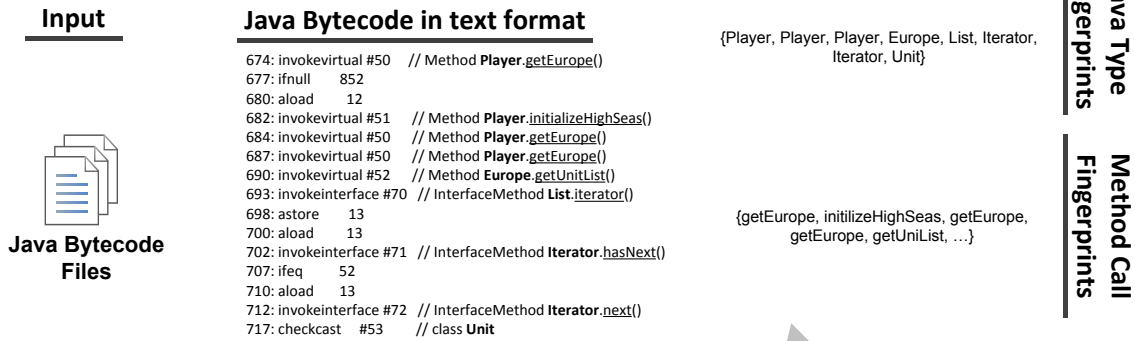 Input
Java Bytecode
Files
Java Bytecode in text format
674: invokevirtual #50 // Method Player.getEurope()
677: ifnull 852
680: aload 12
682: invokevirtual #51 // Method Player.initializeHighSeas()
684: invokevirtual #50 // Method Player.getEurope()
687: invokevirtual #50 // Method Player.getEurope()
690: invokevirtual #52 // Method Europe.getUnitList()
693: invokeinterface #70 // InterfaceMethod List.iterator()
698: astore 13
700: aload 13
702: invokeinterface #71 // InterfaceMethod Iterator.hasNext()
707: ifeq 52
710: aload 13
712: invokeinterface #72 // InterfaceMethod Iterator.next()
717: checkcast #53 // class Unit
{Player, Player, Player, Europe, List, Iterator,
Iterator, Unit}
va Type
gerprints
{getEurope, initilizeHighSeas, getEurope,
getEurope, getUniList, …}
Method Call
Fingerprints